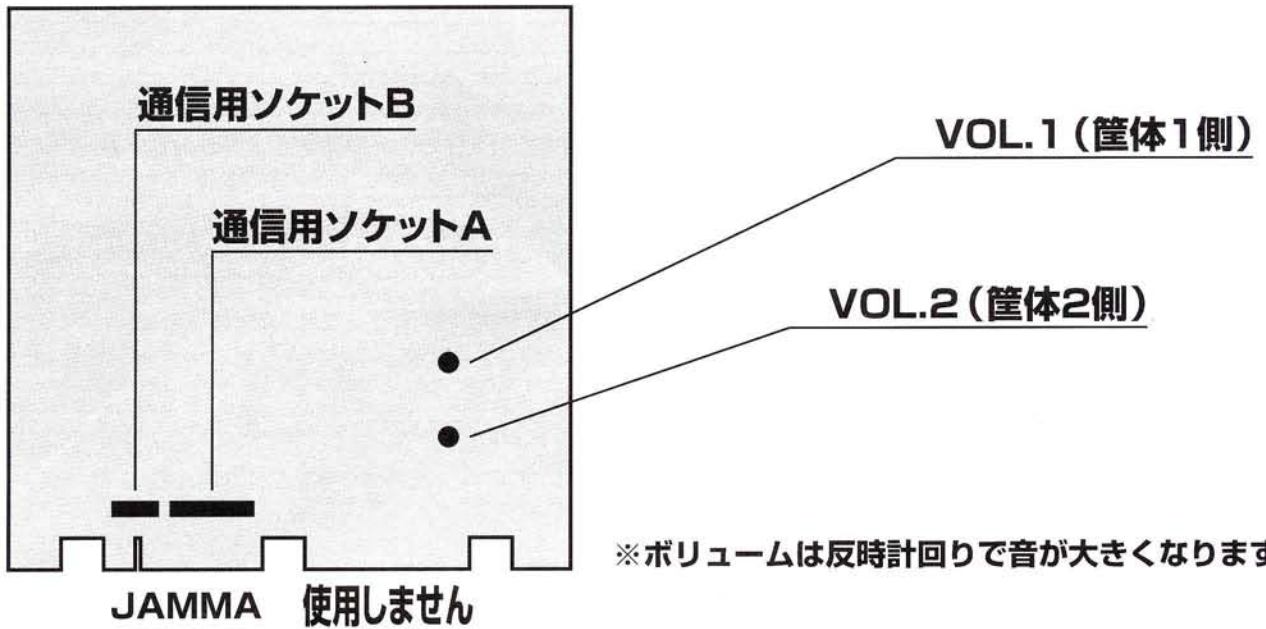 通信用ソケットB
VOL.1（筐体1側）
通信用ソケットA
VOL.2（筐体2側）
※ボリュームは反時計回りで音が大きくなります
JAMMA 使用しません